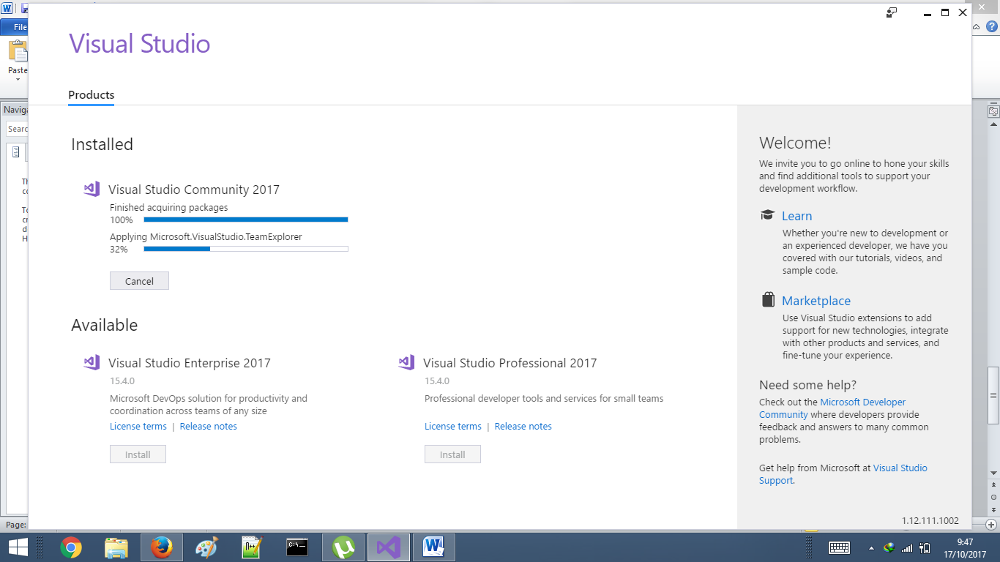 File
Visual Studio
Paste
Products
Naviga
Searc
Installed
Visual Studio Community 2017
Finished acquiring packages
100%
Applying Microsoft.VisualStudio.TeamExplorer
32%
Cancel
Available
Visual Studio Enterprise 2017
15.4.0
Microsoft DevOps solution for productivity and
coordination across teams of any size
License terms | Release notes
Install
Visual Studio Professional 2017
15.4.0
Professional developer tools and services for small teams
License terms | Release notes
Install
Welcome!
We invite you to go online to hone your skills
and find additional tools to support your
development workflow.
Learn
Whether you're new to development or
an experienced developer, we have you
covered with our tutorials, videos, and
sample code.
Marketplace
Use Visual Studio extensions to add
support for new technologies, integrate
with other products and services, and
fine-tune your experience.
Need some help?
Check out the Microsoft Developer
Community where developers provide
feedback and answers to many common
problems.
Get help from Microsoft at Visual Studio
Support.
1.12.111.1002
Page:
9:47
17/10/2017